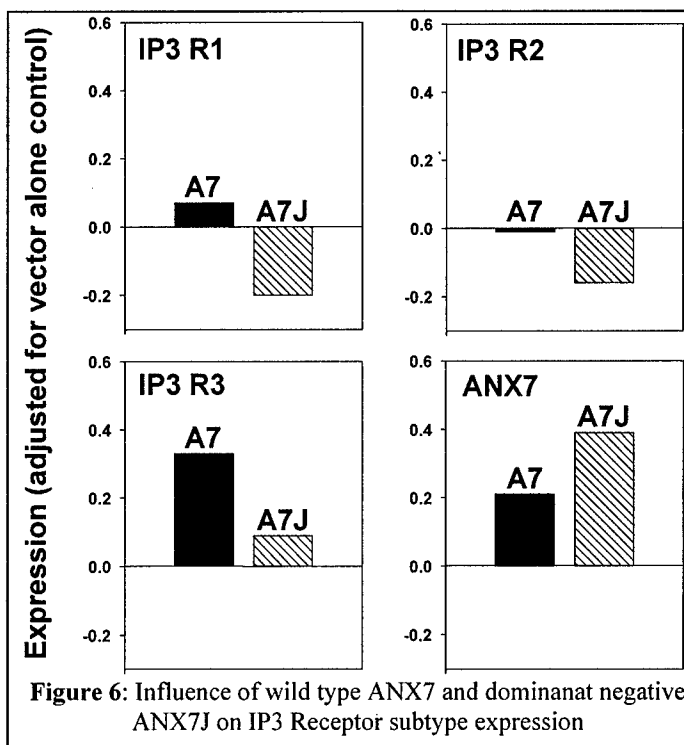 Expression (adjusted for vector alone control)
IP3 R1
0.6
0.4
0.2
0.0
-0.2
A7
A7J
IP3 R2
0.6
0.4
0.2
0.0
-0.2
A7
A7J
IP3 R3
0.6
0.4
0.2
0.0
-0.2
A7
A7J
ANX7
0.6
0.4
0.2
0.0
-0.2
A7
A7J
Figure 6: Influence of wild type ANX7 and dominanat negative
ANX7J on IP3 Receptor subtype expression